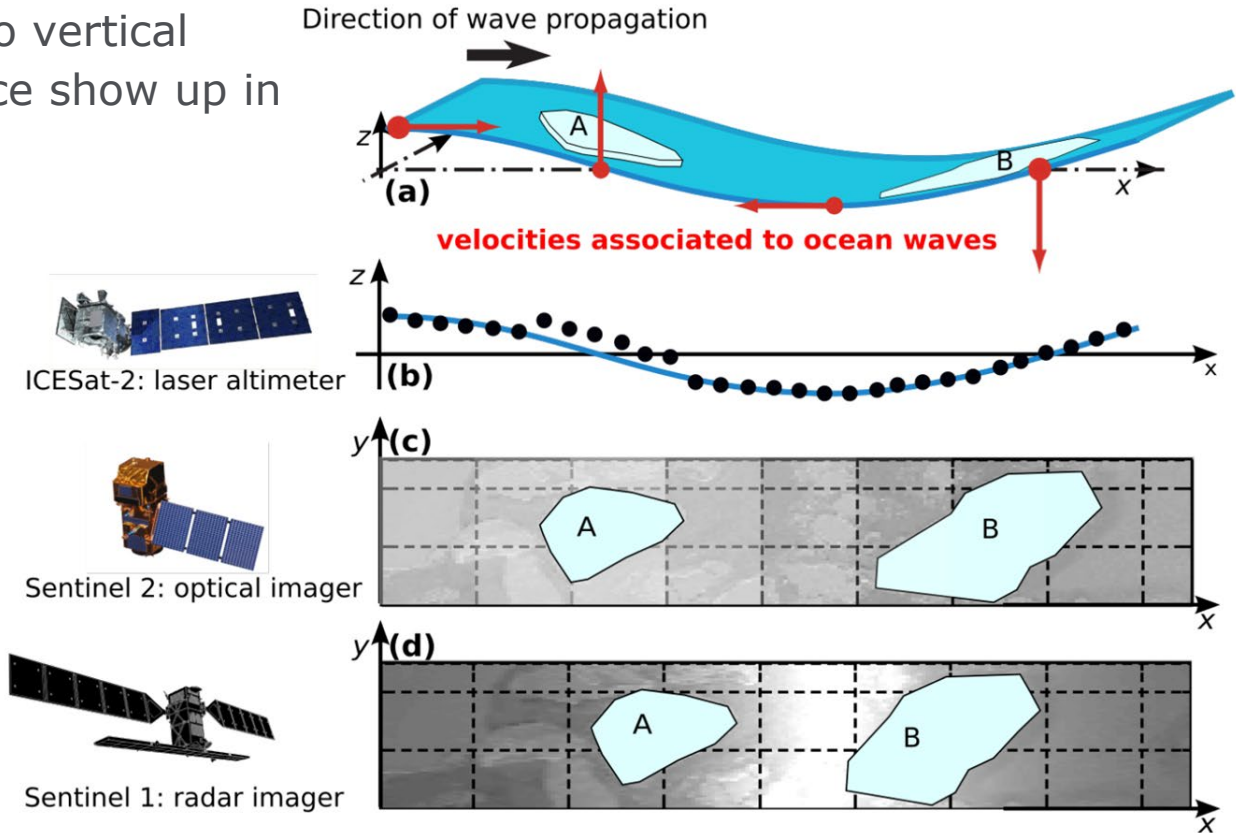 o vertical
ce show up in
Direction of wave propagation
z
A
B
x
(a)
velocities associated to ocean waves
z
(b)
x
ICESat-2: laser altimeter
y
(c)
A
B
x
Sentinel 2: optical imager
y
(d)
A
B
x
Sentinel 1: radar imager